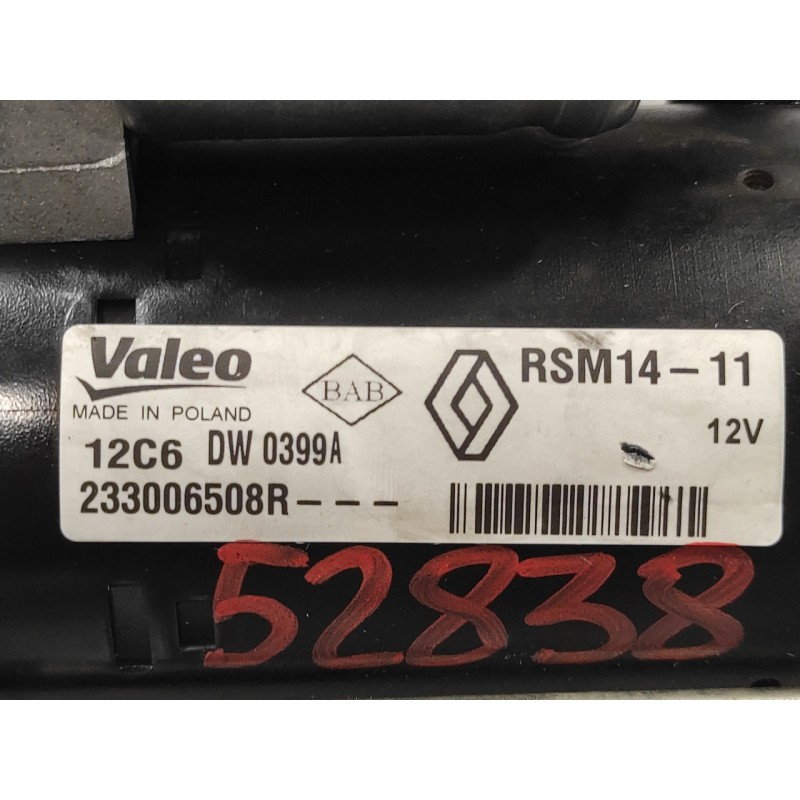 Valeo
MADE IN POLAND
BAB
RSM14-11
12V
12C6 DW 0399A
233006508R---
52838